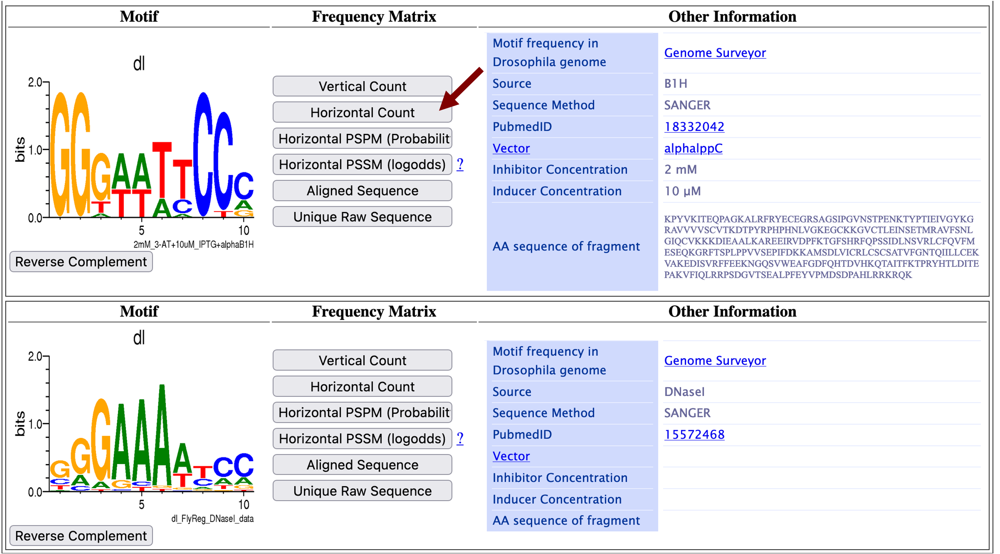 Motif
Frequency Matrix
Other Information
dl
bits
2.0
1.0
0.0
GGGAATTCCC
TTTTACTA
AAG
5
10
2mM_3-AT+10uM_IPTG+alphaB1H
Reverse Complement
Vertical Count
Horizontal Count
Horizontal PSPM (Probabilit
Horizontal PSSM (logodds) ?
Aligned Sequence
Unique Raw Sequence
Motif frequency in
Drosophila genome
Genome Surveyor
Source
B1H
Sequence Method
SANGER
PubmedID
18332042
Vector
alphalppC
Inhibitor Concentration
2 mM
Inducer Concentration
10 µM
AA sequence of fragment
KPYVKITEQPAGKALRFRYECEGRSAGSIPGVNSTPENKTYPTIEIVGYKG
RAVVVVSCVTKDTPYRPHPHNLVGKEGCKKGVCTLEINSETMRAVFSNL
GIQCVKKKDIEAALKAREEIRVDPFKTGFSHRFQPSSIDLNSVRLCFQVFM
ESEQKGRFTSPLPPVVSEPIFDKKAMSDLVICRLCSCSATVFGNTQIILLCEK
VAKEDISVRFFEEKNGQSVWEAFGDFQHTDVHKQTAITFKTPRYHTLDITE
PAKVFIQLRRPSDGVTSEALPFEYVPMDSDPAHLRRKRQK
Motif
Frequency Matrix
Other Information
dl
bits
2.0
1.0
0.0
GGGAAAATCC
5
10
dl_FlyReg_DNaseI_data
Reverse Complement
Vertical Count
Horizontal Count
Horizontal PSPM (Probabilit
Horizontal PSSM (logodds) ?
Aligned Sequence
Unique Raw Sequence
Motif frequency in
Drosophila genome
Genome Surveyor
Source
DNaseI
Sequence Method
SANGER
PubmedID
15572468
Vector
Inhibitor Concentration
Inducer Concentration
AA sequence of fragment